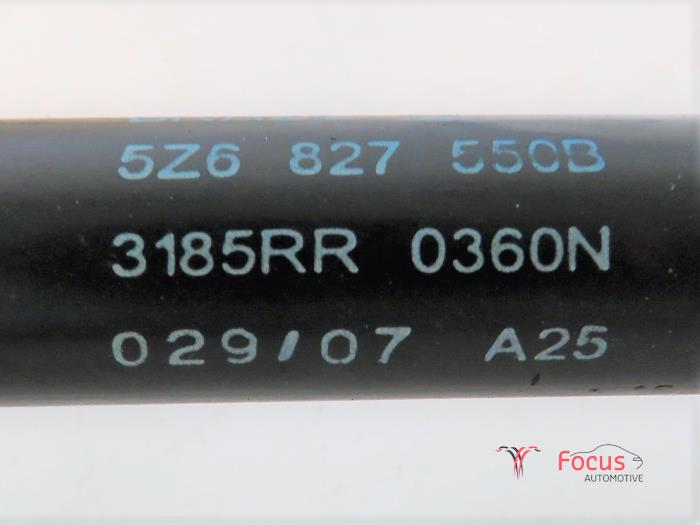 5Z6 827 550B
3185RR 0360N
029/07 A25
Focus
AUTOMOTIVE